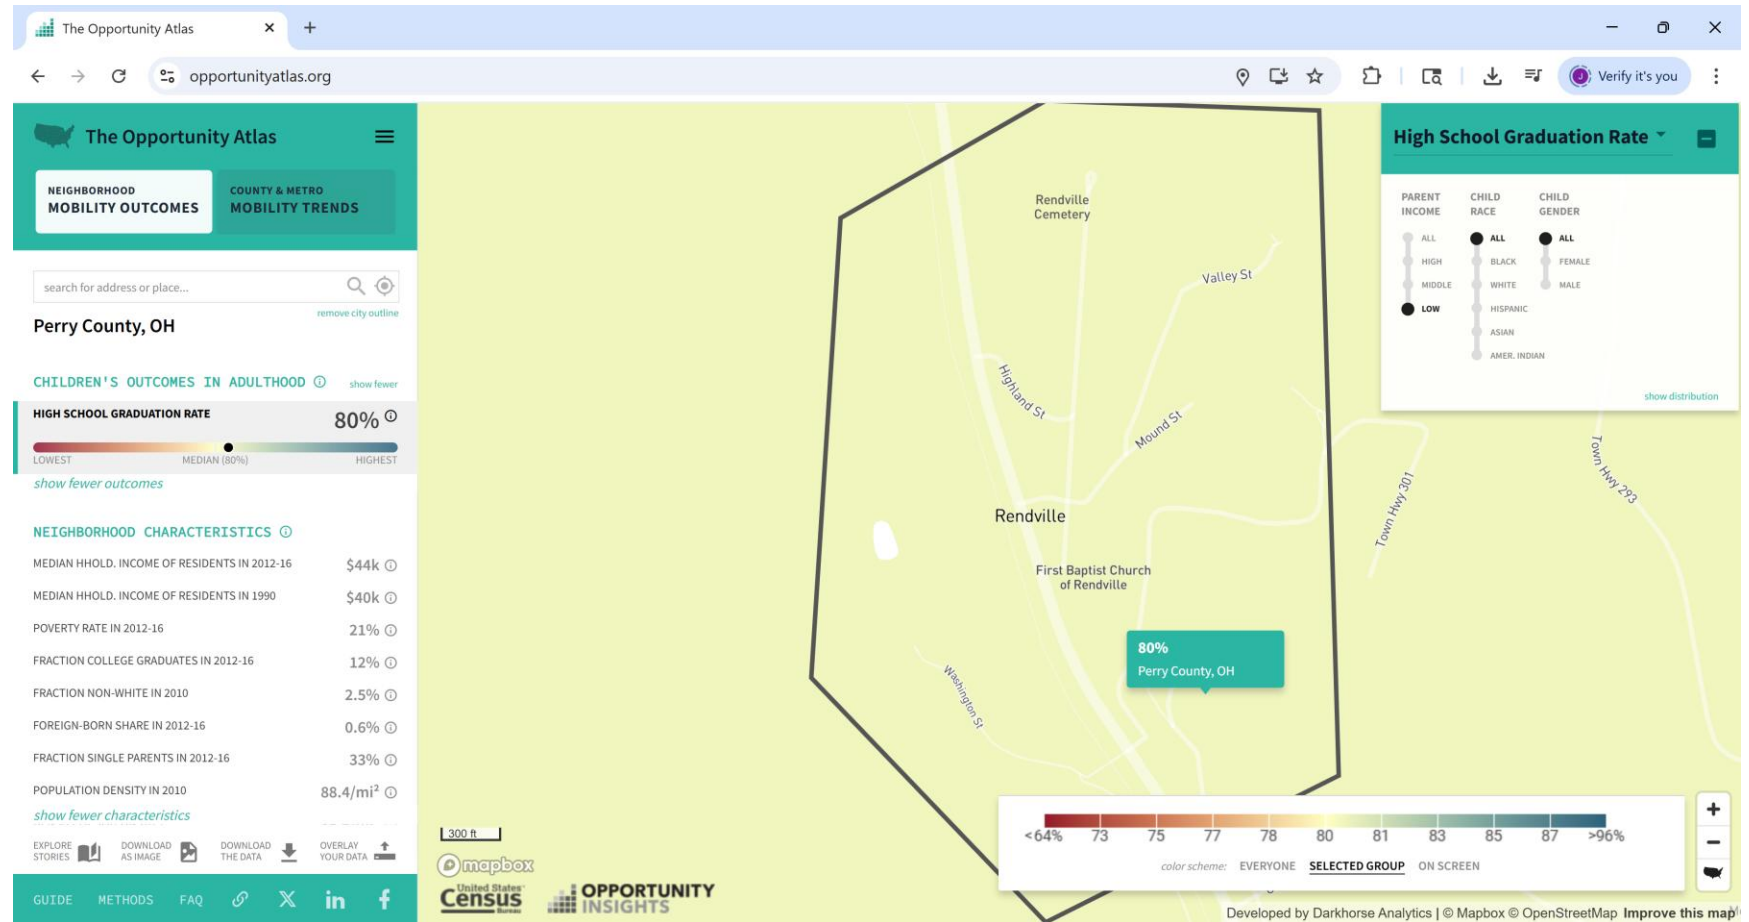 The Opportunity Atlas
opportunityatlas.org
Verify it's you
The Opportunity Atlas
NEIGHBORHOOD
MOBILITY OUTCOMES
COUNTY & METRO
MOBILITY TRENDS
search for address or place...
remove city outline
Perry County, OH
CHILDREN'S OUTCOMES IN ADULTHOOD
show fewer
HIGH SCHOOL GRADUATION RATE
80%
LOWEST
MEDIAN (80%)
HIGHEST
show fewer outcomes
NEIGHBORHOOD CHARACTERISTICS
MEDIAN HHOLD. INCOME OF RESIDENTS IN 2012-16 $44k
MEDIAN HHOLD. INCOME OF RESIDENTS IN 1990 $40k
POVERTY RATE IN 2012-16 21%
FRACTION COLLEGE GRADUATES IN 2012-16 12%
FRACTION NON-WHITE IN 2010 2.5%
FOREIGN-BORN SHARE IN 2012-16 0.6%
FRACTION SINGLE PARENTS IN 2012-16 33%
POPULATION DENSITY IN 2010 88.4/mi²
show fewer characteristics
EXPLORE
STORIES
DOWNLOAD
AS IMAGE
DOWNLOAD
THE DATA
OVERLAY
YOUR DATA
GUIDE METHODS FAQ
Rendville
Cemetery
Valley St
Highland St
Mound St
Rendville
First Baptist Church
of Rendville
80%
Perry County, OH
Washington St
Town Hwy 301
Town Hwy 293
High School Graduation Rate
PARENT
INCOME
ALL
HIGH
MIDDLE
LOW
CHILD
RACE
ALL
BLACK
WHITE
HISPANIC
ASIAN
AMER. INDIAN
CHILD
GENDER
ALL
FEMALE
MALE
show distribution
300 ft
mapbox
United States
Census
Bureau
OPPORTUNITY
INSIGHTS
<64% 73 75 77 78 80 81 83 85 87 >96%
color scheme: EVERYONE SELECTED GROUP ON SCREEN
Developed by Darkhorse Analytics | © Mapbox © OpenStreetMap Improve this map